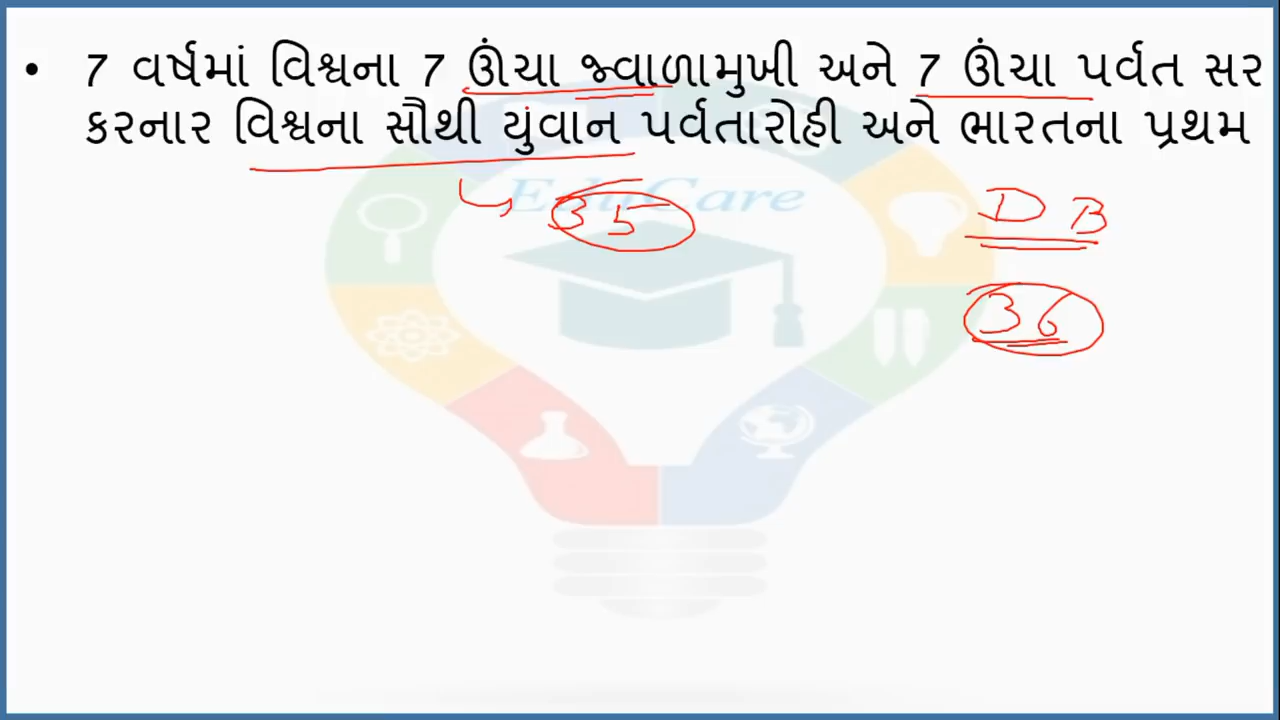 • 7 વર્ષમાં વિશ્વના 7 ઊંચા જ્વાળામુખી અને 7 ઊંચા પર્વત સર
કરનાર વિશ્વના સૌથી યુંવાન પર્વતારોહી અને ભારતના પ્રથમ
EduCare
35
D B
36